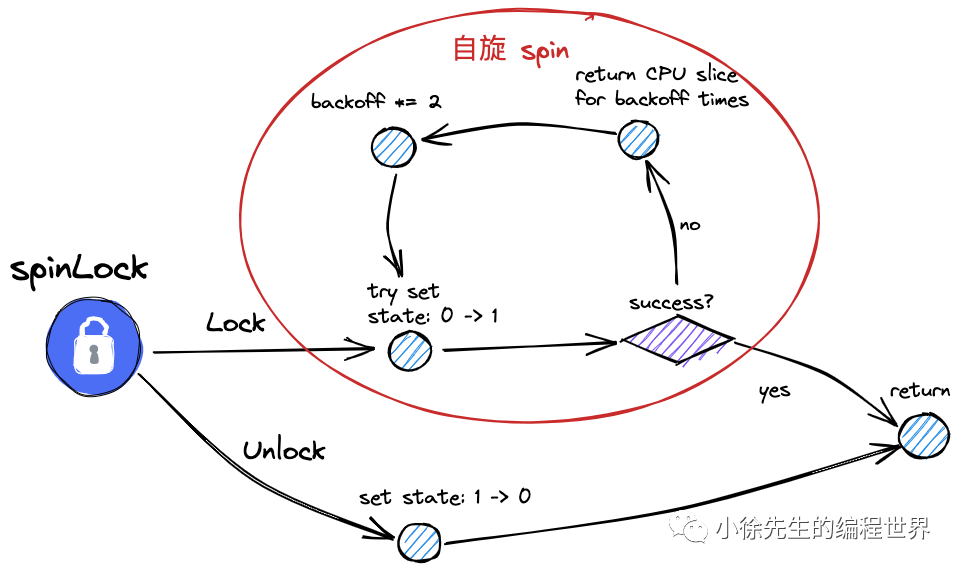 自旋 spin
return CPU slice
for backoff times
backoff *= 2
no
spinLock
try set
state: 0 -> 1
success?
Lock
yes
return
Unlock
set state: 1 -> 0
小徐先生的编程世界